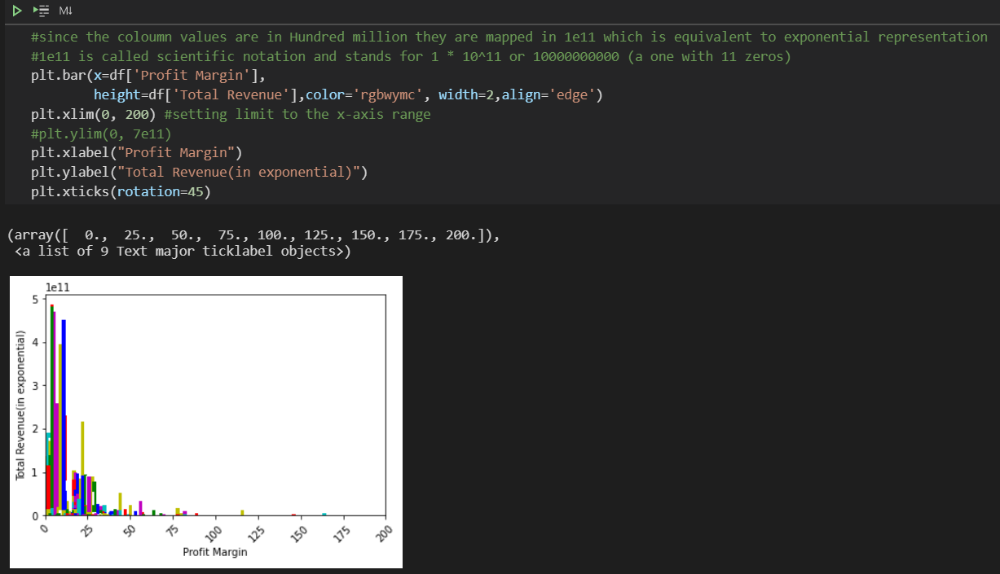 M↓
#since the coloumn values are in Hundred million they are mapped in 1e11 which is equivalent to exponential representation
#1e11 is called scientific notation and stands for 1 * 10^11 or 10000000000 (a one with 11 zeros)
plt.bar(x=df['Profit Margin'],
        height=df['Total Revenue'],color='rgbwymc', width=2,align='edge')
plt.xlim(0, 200) #setting limit to the x-axis range
#plt.ylim(0, 7e11)
plt.xlabel("Profit Margin")
plt.ylabel("Total Revenue(in exponential)")
plt.xticks(rotation=45)
(array([  0.,  25.,  50.,  75., 100., 125., 150., 175., 200.]),
 <a list of 9 Text major ticklabel objects>)
1e11
5
4
3
2
1
0
Total Revenue(in exponential)
0 25 50 75 100 125 150 175 200
Profit Margin